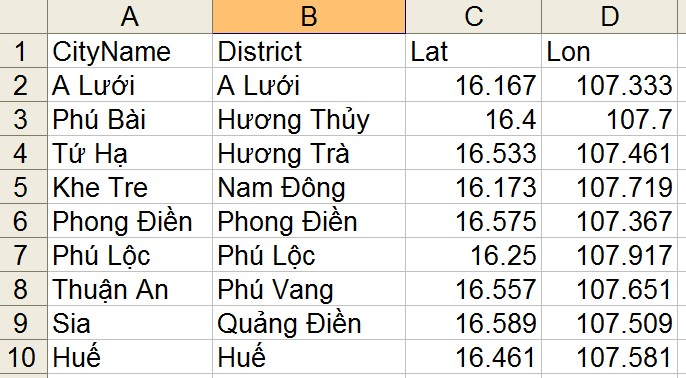 A B C D
1 CityName District Lat Lon
2 A Lưới A Lưới 16.167 107.333
3 Phú Bài Hương Thủy 16.4 107.7
4 Tứ Hạ Hương Trà 16.533 107.461
5 Khe Tre Nam Đông 16.173 107.719
6 Phong Điền Phong Điền 16.575 107.367
7 Phú Lộc Phú Lộc 16.25 107.917
8 Thuận An Phú Vang 16.557 107.651
9 Sia Quảng Điền 16.589 107.509
10 Huế Huế 16.461 107.581